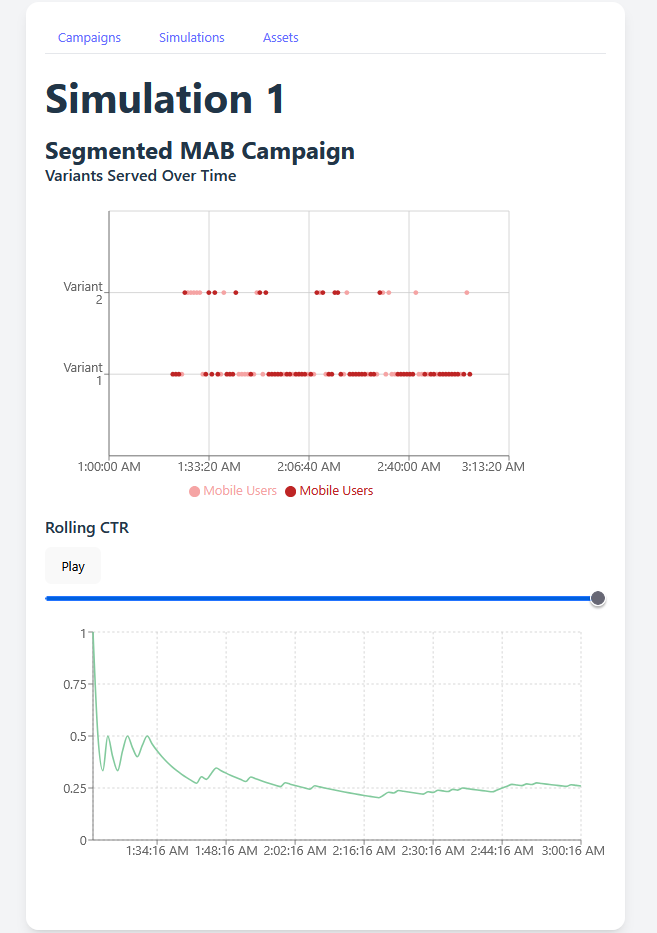 Campaigns Simulations Assets
Simulation 1
Segmented MAB Campaign
Variants Served Over Time
Variant
2
Variant
1
1:00:00 AM 1:33:20 AM 2:06:40 AM 2:40:00 AM 3:13:20 AM
Mobile Users Mobile Users
Rolling CTR
Play
1
0.75
0.5
0.25
0
1:34:16 AM 1:48:16 AM 2:02:16 AM 2:16:16 AM 2:30:16 AM 2:44:16 AM 3:00:16 AM